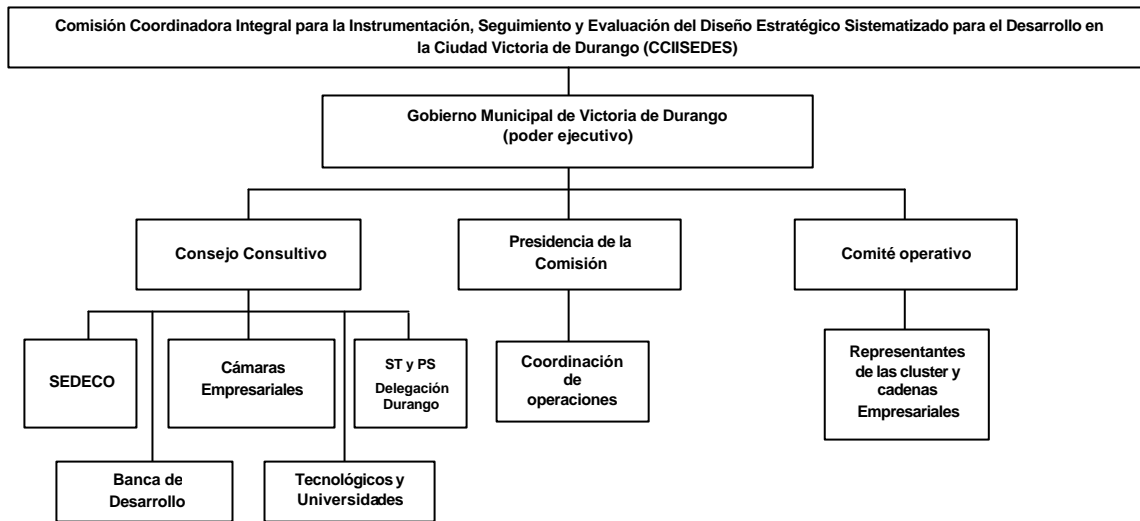 Comisión Coordinadora Integral para la Instrumentación, Seguimiento y Evaluación del Diseño Estratégico Sistematizado para el Desarrollo en
la Ciudad Victoria de Durango (CCIISEDES)
Gobierno Municipal de Victoria de Durango
(poder ejecutivo)
Consejo Consultivo
Presidencia de la
Comisión
Comité operativo
SEDECO
Cámaras
Empresariales
ST y PS
Delegación
Durango
Coordinación
de
operaciones
Representantes
de las cluster y
cadenas
Empresariales
Banca de
Desarrollo
Tecnológicos y
Universidades